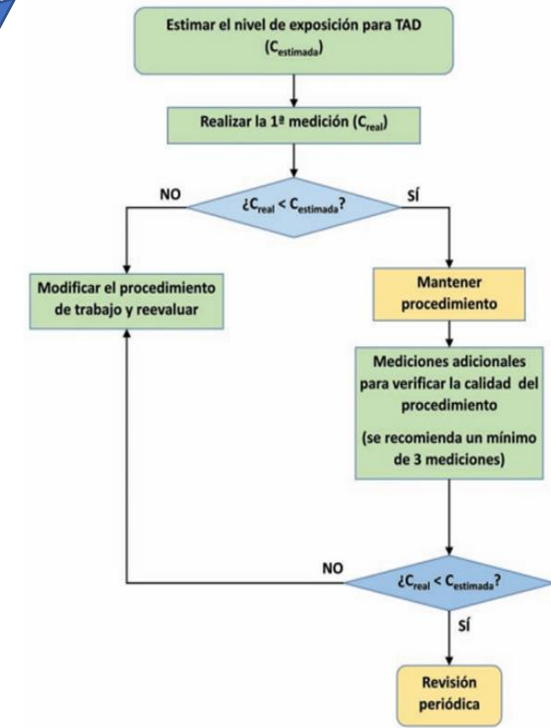 Estimar el nivel de exposición para TAD
(Cestimada)
Realizar la 1ª medición (Creal)
¿Creal < Cestimada?
NO
SÍ
Modificar el procedimiento
de trabajo y reevaluar
Mantener
procedimiento
Mediciones adicionales
para verificar la calidad del
procedimiento
(se recomienda un mínimo
de 3 mediciones)
¿Creal < Cestimada?
NO
SÍ
Revisión
periódica